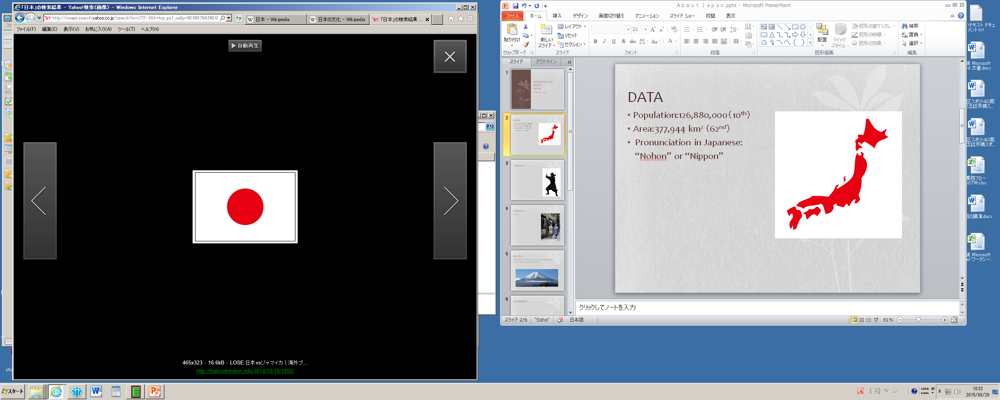 「日本」の検索結果 - Yahoo!検索(画像) - Windows Internet Explorer
http://image.search.yahoo.co.jp/search?ei=UTF-8&fr=top_ga1_sa&p=%E6%97%A5%E6%
日本 - Wikipedia
日本の文化 - Wikipedia
「日本」の検索結果 ...
ファイル(F) 編集(E) 表示(V) お気に入り(A) ツール(T) ヘルプ(H)
自動再生
465x323 - 16.6kB - LOSE:日本vsジャマイカ | 海外ブ...
http://thebookmaker.info/2014/10/10/1892/
About Japan.pptx - Microsoft PowerPoint
ファイル ホーム 挿入 デザイン 画面切り替え アニメーション スライド ショー 校閲 表示
貼り付け
クリップボード
新しい
スライド
レイアウト
リセット
セクション
スライド
22
フォント
段落
配置
クイック
スタイル
図形の塗りつぶし
図形の枠線
図形の効果
図形描画
検索
置換
選択
編集
スライド アウトライン
1
INTRODUCTION
ABUOT
JAPAN
2
DATA
3
Tradition
4
Tradition
5
Mt.FUJI
6
AKIHABARA
DATA
• Population:126,880,000(10th)
• Area:377,944 km² (62nd)
• Pronunciation in Japanese:
“Nohon” or “Nippon”
クリックしてノートを入力
スライド 2/6 "Soho" 日本語
81%
テキスト ドキュ
メント.txt
規 Microsoft
rd 文書.docx
区スポ少40周
記念誌京橋ス...
区スポ少40周
念誌京橋スポ...
業務フロー
SDTM.xlsx
回の講演.docx
規 Microsoft
el ワークシー...
stu
スタート
A 般
CAPS
KANA
10:32
2015/08/28